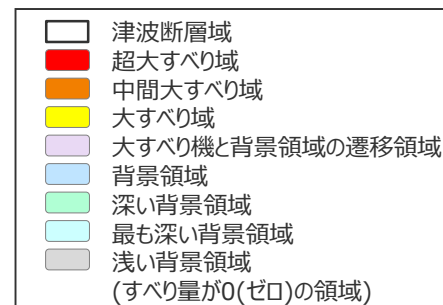 津波断層域
超大すべり域
中間大すべり域
大すべり域
大すべり機と背景領域の遷移領域
背景領域
深い背景領域
最も深い背景領域
浅い背景領域
(すべり量が0(ゼロ)の領域)